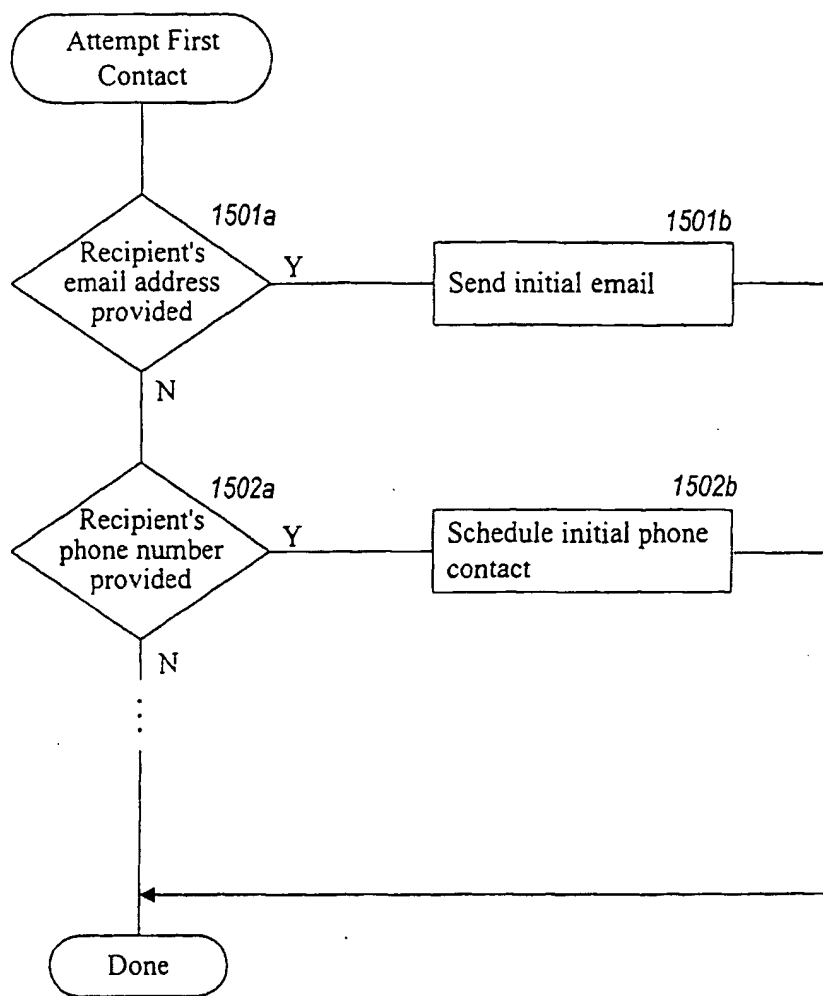 Attempt First
Contact
1501a
Recipient's
email address
provided
Y
N
1501b
Send initial email
1502a
Recipient's
phone number
provided
Y
N
1502b
Schedule initial phone
contact
Done